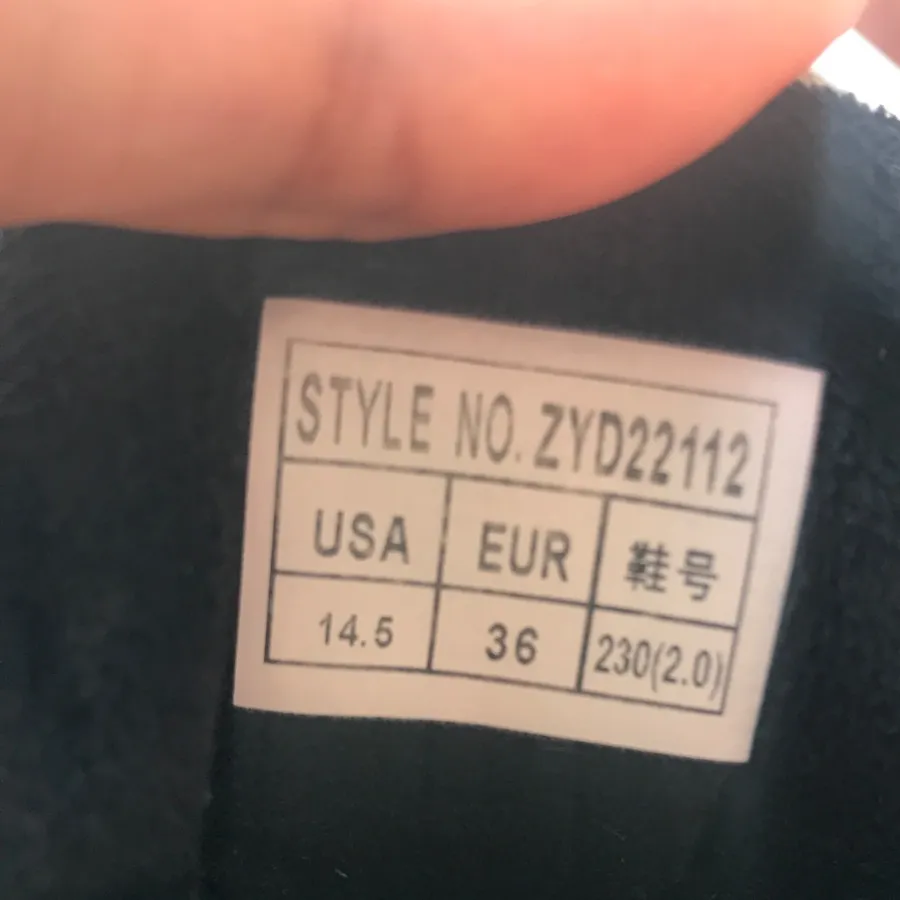 STYLE NO. ZYD22112
USA EUR 鞋号
14.5 36 230(2.0)